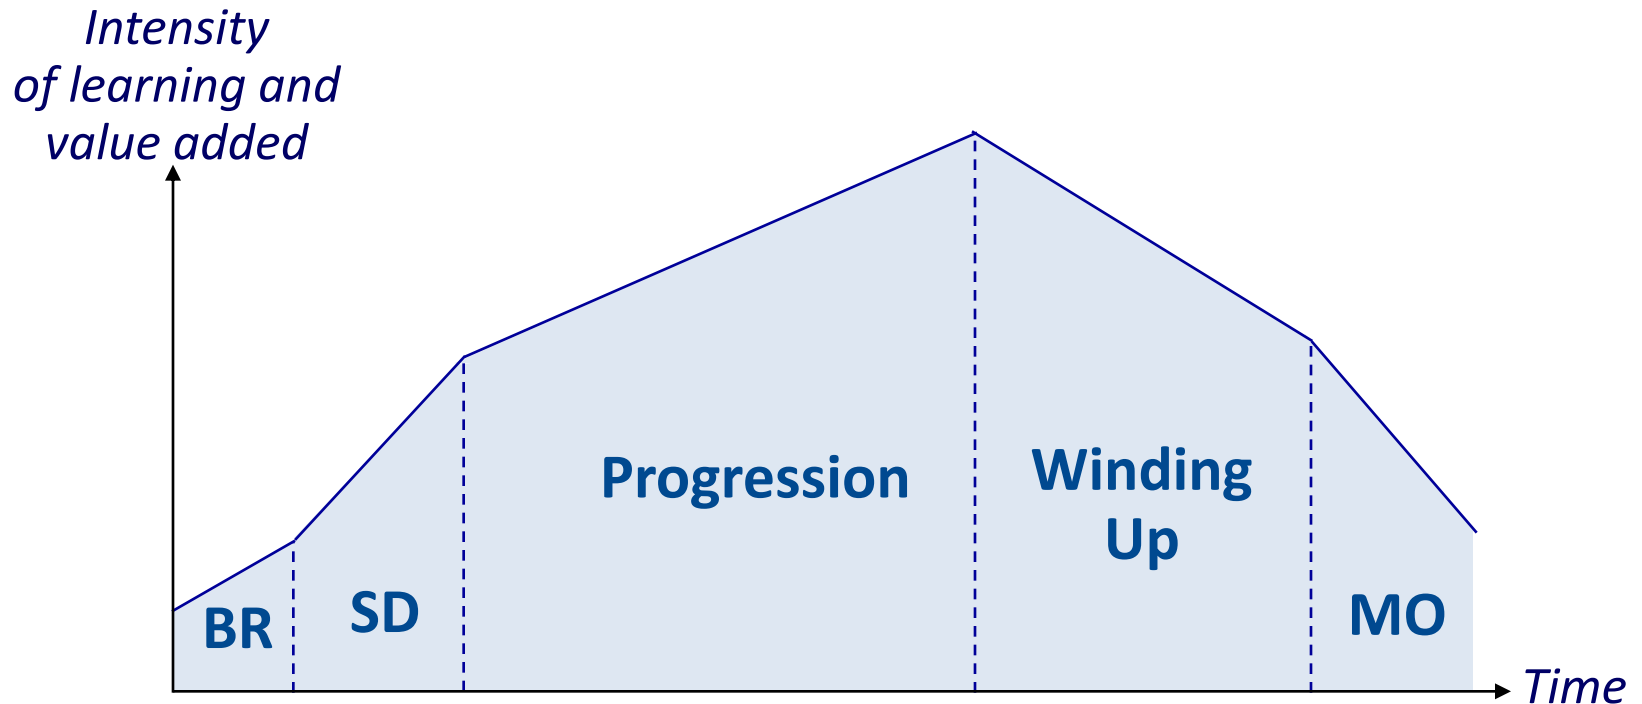 Intensity
of learning and
value added
Progression
Winding
Up
BR
SD
MO
Time